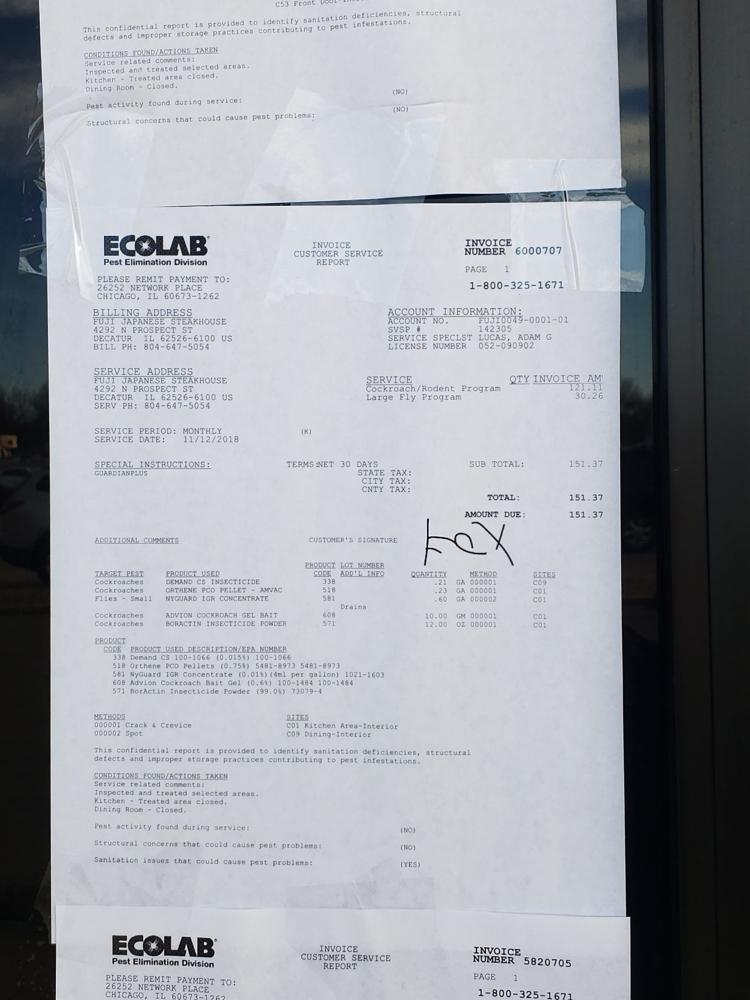 C53 Front Door-
This confidential report is provided to identify sanitation deficiencies, structural
defects and improper storage practices contributing to pest infestations.
CONDITIONS FOUND/ACTIONS TAKEN
Service related comments:
Inspected and treated selected areas.
Kitchen - Treated area closed.
Dining Room - Closed.
Pest activity found during service: (NO)
Structural concerns that could cause pest problems: (NO)
ECOLAB
Pest Elimination Division
INVOICE
CUSTOMER SERVICE
REPORT
INVOICE
NUMBER 6000707
PAGE 1
1-800-325-1671
PLEASE REMIT PAYMENT TO:
26252 NETWORK PLACE
CHICAGO, IL 60673-1262
BILLING ADDRESS
FUJI JAPANESE STEAKHOUSE
4292 N PROSPECT ST
DECATUR IL 62526-6100 US
BILL PH: 804-647-5054
ACCOUNT INFORMATION:
ACCOUNT NO. FUJI0049-0001-01
SVSP # 142305
SERVICE SPECLST LUCAS, ADAM G
LICENSE NUMBER 052-090902
SERVICE ADDRESS
FUJI JAPANESE STEAKHOUSE
4292 N PROSPECT ST
DECATUR IL 62526-6100 US
SERV PH: 804-647-5054
SERVICE QTY INVOICE AM
Cockroach/Rodent Program 121.11
Large Fly Program 30.26
SERVICE PERIOD: MONTHLY (K)
SERVICE DATE: 11/12/2018
SPECIAL INSTRUCTIONS: TERMS:NET 30 DAYS SUB TOTAL: 151.37
GUARDIANPLUS
STATE TAX:
CITY TAX:
CNTY TAX:
TOTAL: 151.37
AMOUNT DUE: 151.37
ADDITIONAL COMMENTS CUSTOMER'S SIGNATURE
PRODUCT LOT NUMBER
TARGET PEST PRODUCT USED CODE ADD'L INFO QUANTITY METHOD SITES
Cockroaches DEMAND CS INSECTICIDE 338 .21 GA 000001 C09
Cockroaches ORTHENE PCO PELLET - AMVAC 518 .23 GA 000001 C01
Flies - Small NYGUARD IGR CONCENTRATE 581 .60 GA 000002 C01
Drains
Cockroaches ADVION COCKROACH GEL BAIT 608 10.00 GM 000001 C01
Cockroaches BORACTIN INSECTICIDE POWDER 571 12.00 OZ 000001 C01
PRODUCT
CODE PRODUCT USED DESCRIPTION/EPA NUMBER
338 Demand CS 100-1066 (0.015%) 100-1066
518 Orthene PCO Pellets (0.75%) 5481-8973 5481-8973
581 NyGuard IGR Concentrate (0.01%)(4ml per gallon) 1021-1603
608 Advion Cockroach Bait Gel (0.6%) 100-1484 100-1484
571 BorActin Insecticide Powder (99.0%) 73079-4
METHODS SITES
000001 Crack & Crevice C01 Kitchen Area-Interior
000002 Spot C09 Dining-Interior
This confidential report is provided to identify sanitation deficiencies, structural
defects and improper storage practices contributing to pest infestations.
CONDITIONS FOUND/ACTIONS TAKEN
Service related comments:
Inspected and treated selected areas.
Kitchen - Treated area closed.
Dining Room - Closed.
Pest activity found during service: (NO)
Structural concerns that could cause pest problems: (NO)
Sanitation issues that could cause pest problems: (YES)
ECOLAB
Pest Elimination Division
INVOICE
CUSTOMER SERVICE
REPORT
INVOICE
NUMBER 5820705
PAGE 1
1-800-325-1671
PLEASE REMIT PAYMENT TO:
26252 NETWORK PLACE
CHICAGO, IL 60673-1262